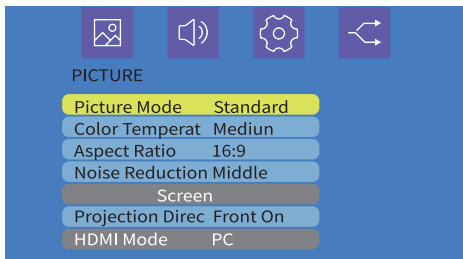 PICTURE
Picture Mode Standard
Color Temperat Mediun
Aspect Ratio 16:9
Noise Reduction Middle
Screen
Projection Direc Front On
HDMI Mode PC